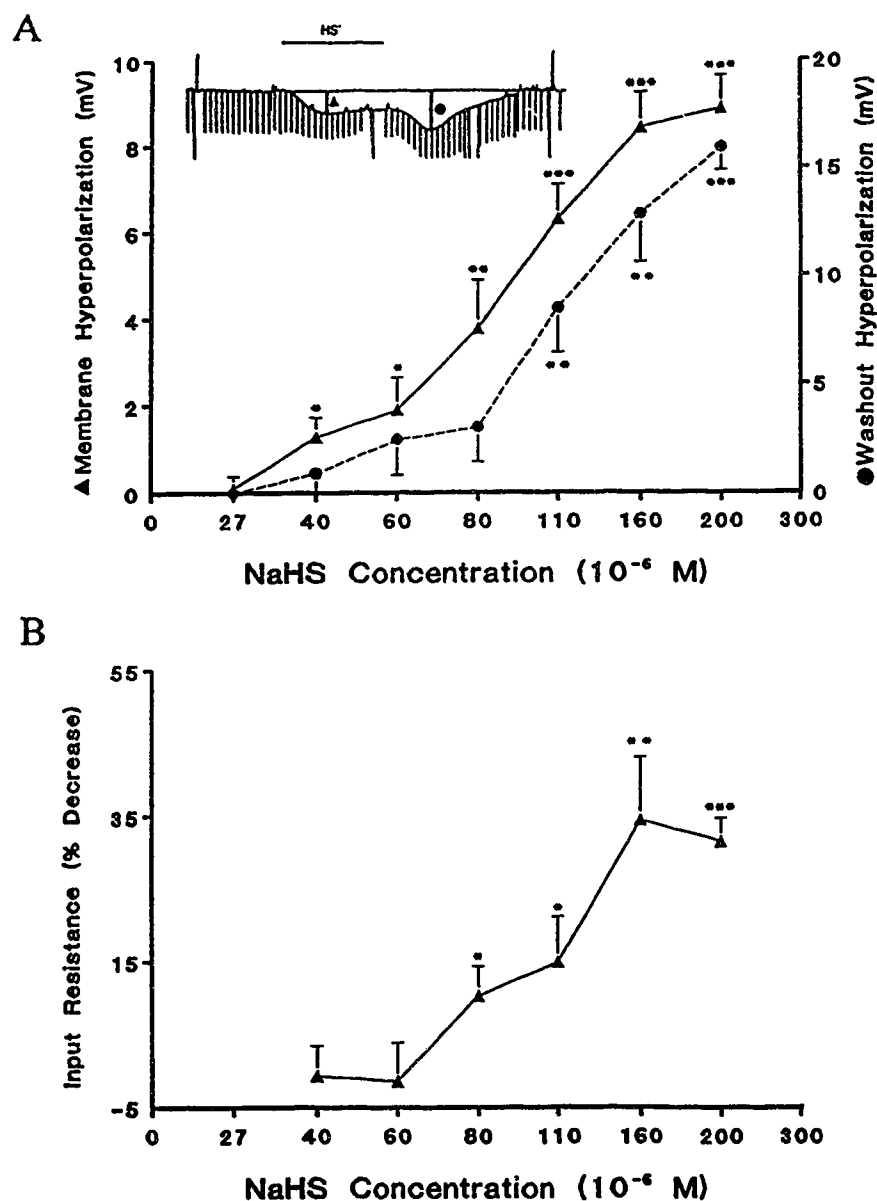 A
HS-
▲Membrane Hyperpolarization (mV)
10
8
6
4
2
0
●Washout Hyperpolarization (mV)
20
15
10
5
0
* * ** *** *** ***
** ** ***
0 27 40 60 80 110 160 200 300
NaHS Concentration (10⁻⁶ M)
B
Input Resistance (% Decrease)
55
35
15
-5
* * ** ***
0 27 40 60 80 110 160 200 300
NaHS Concentration (10⁻⁶ M)